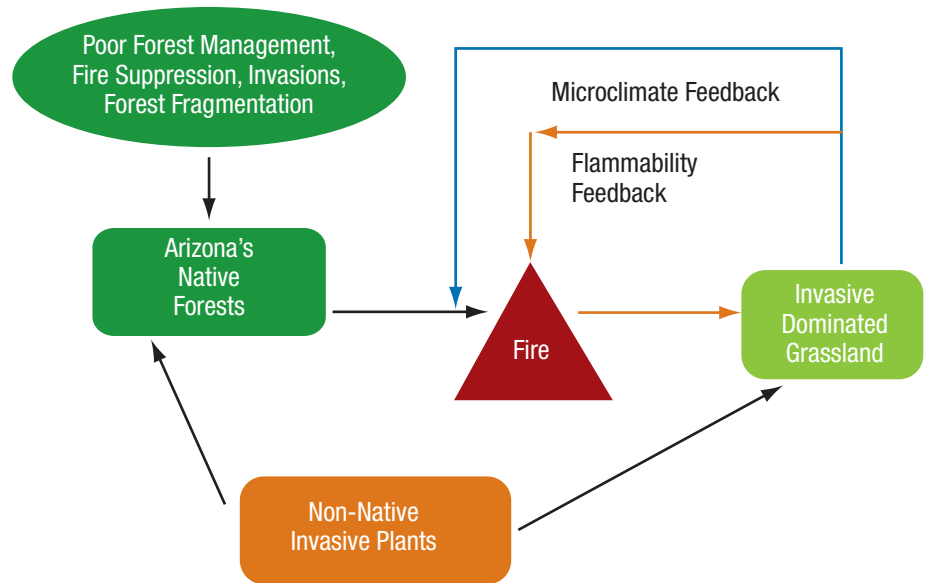 Poor Forest Management,
Fire Suppression, Invasions,
Forest Fragmentation
Microclimate Feedback
Flammability
Feedback
Arizona's
Native
Forests
Fire
Invasive
Dominated
Grassland
Non-Native
Invasive Plants